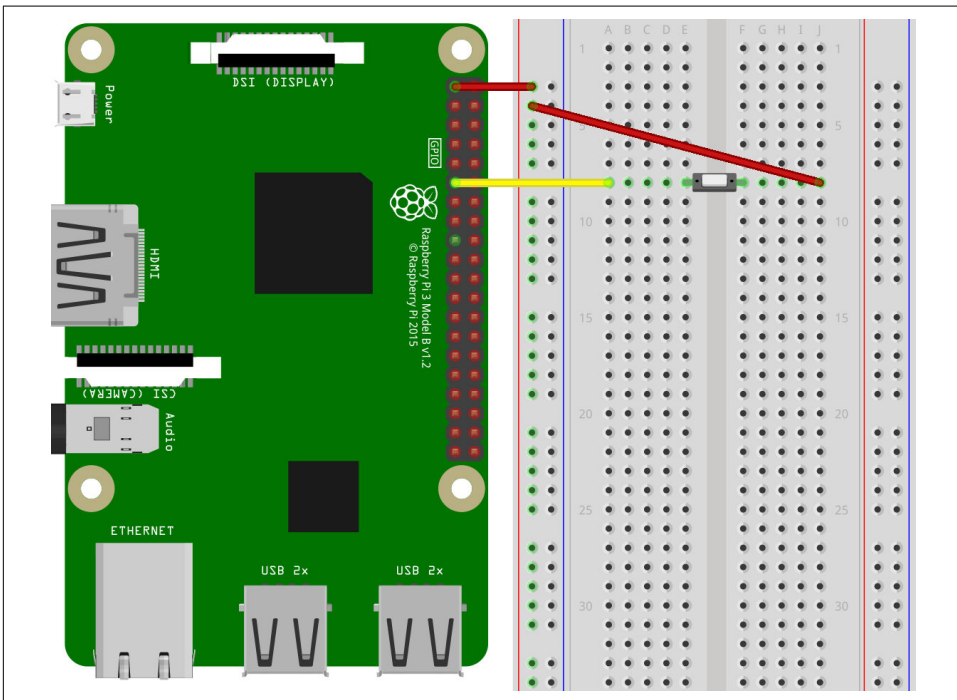 DSI (DISPLAY)
Power
GPIO
HDMI
Raspberry Pi 3 Model B v1.2
© Raspberry Pi 2015
CSI (CAMERA)
Audio
ETHERNET
USB 2x
USB 2x
A B C D E F G H I J
1 1
5 5
10 10
15 15
20 20
25 25
30 30